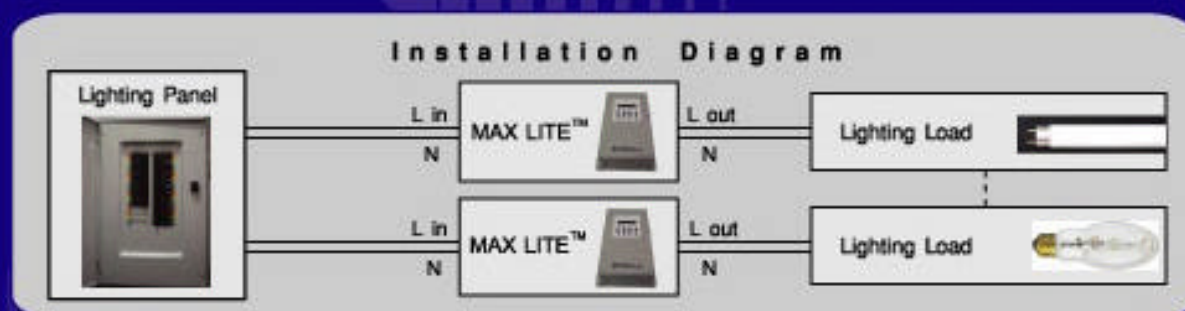 Installation Diagram
Lighting Panel
L in
N
MAX LITE™
L out
N
Lighting Load
L in
N
MAX LITE™
L out
N
Lighting Load